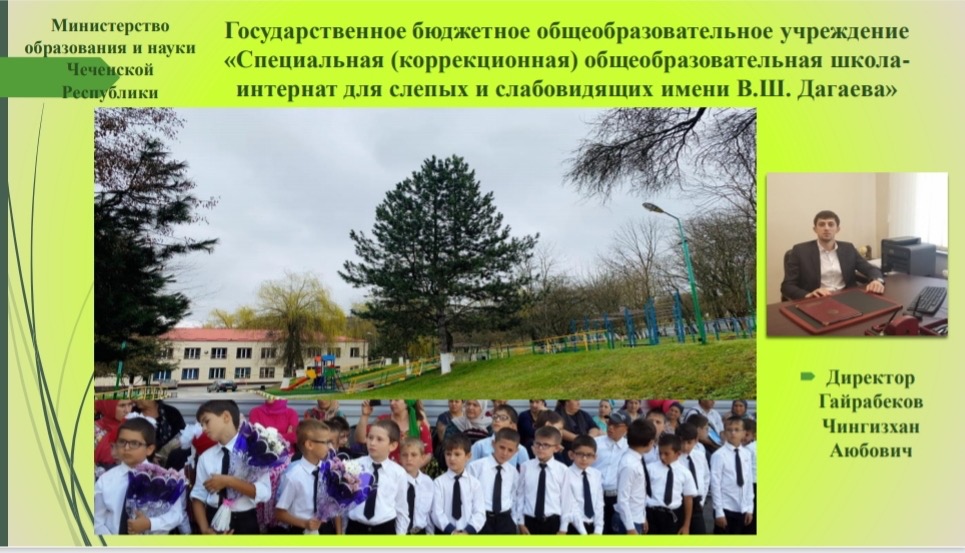 Министерство
образования и науки
Чеченской
Республики
Государственное бюджетное общеобразовательное учреждение
«Специальная (коррекционная) общеобразовательная школа-
интернат для слепых и слабовидящих имени В.Ш. Дагаева»
Директор
Гайрабеков
Чингизхан
Аюбович